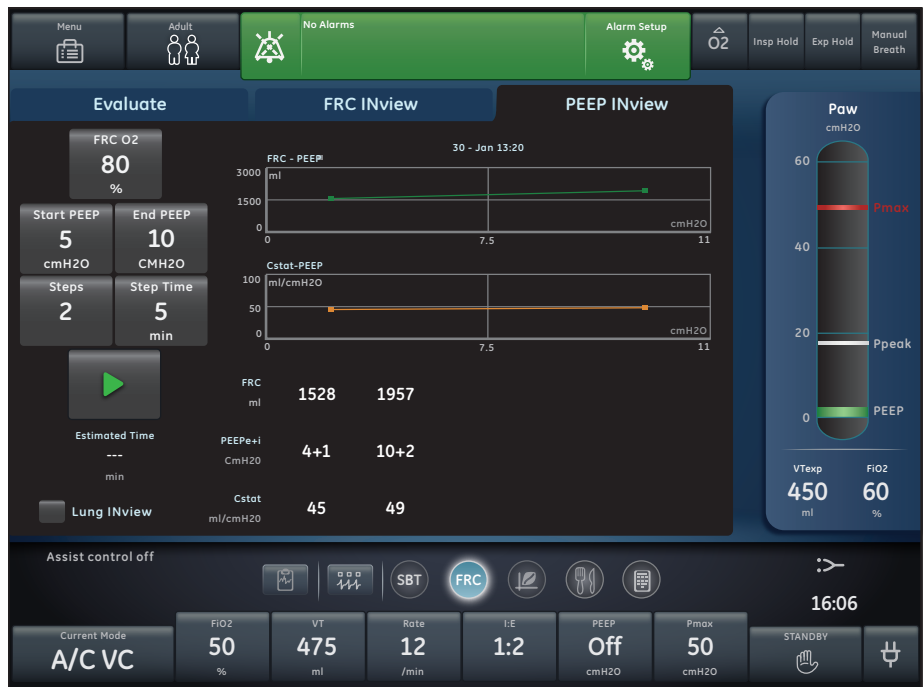 Menu
Adult
No Alarms
Alarm Setup
O2
Insp Hold
Exp Hold
Manual
Breath
Evaluate
FRC INview
PEEP INview
FRC O2
80
%
Start PEEP
5
cmH2O
End PEEP
10
CMH2O
Steps
2
Step Time
5
min
Estimated Time
---
min
Lung INview
30 - Jan 13:20
FRC - PEEP
ml
3000
1500
0
cmH2O
0 7.5 11
Cstat-PEEP
ml/cmH2O
100
50
0
cmH2O
0 7.5 11
FRC
ml
1528 1957
PEEPe+i
CmH20
4+1 10+2
Cstat
ml/cmH20
45 49
Paw
cmH2O
60
Pmax
40
20
Ppeak
PEEP
0
VTexp
450
ml
FiO2
60
%
Assist control off
SBT
FRC
16:06
Current Mode
A/C VC
FiO2
50
%
VT
475
ml
Rate
12
/min
I:E
1:2
PEEP
Off
cmH2O
Pmax
50
cmH2O
STANDBY